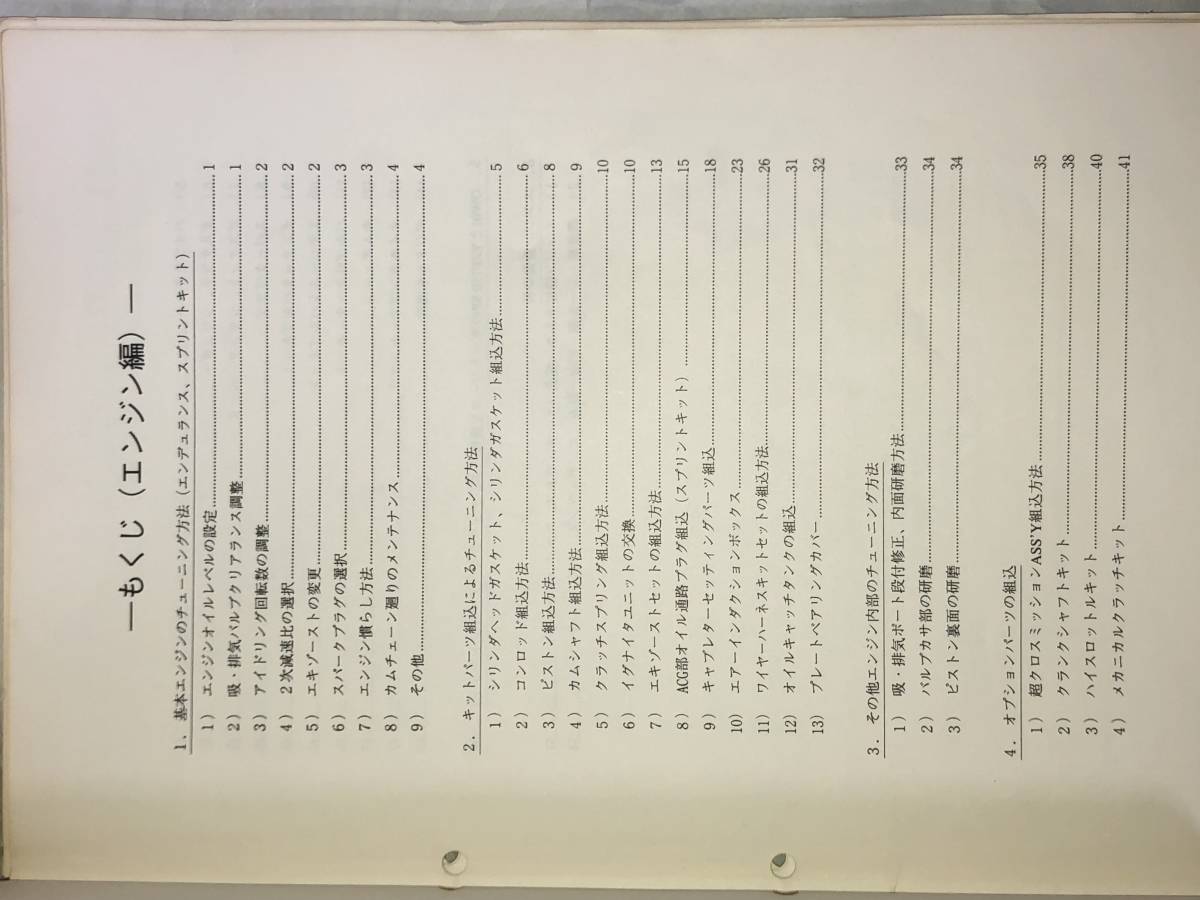 ―もくじ（エンジン編）―
1、基本エンジンのチューニング方法（エンデュランス、スプリントキット）
1） エンジンオイルレベルの設定………1
2） 吸・排気バルブクリアランス調整………1
3） アイドリング回転数の調整………2
4） 2次減速比の選択………2
5） エキゾーストの変更………2
6） スパークプラグの選択………3
7） エンジン慣らし方法………3
8） カムチェーン廻りのメンテナンス………4
9） その他………4
2．キットパーツ組込によるチューニング方法
1） シリンダヘッドガスケット、シリンダガスケット組込方法………5
2） コンロッド組込方法………6
3） ピストン組込方法………8
4） カムシャフト組込方法………9
5） クラッチスプリング組込方法………10
6） イグナイタユニットの交換………10
7） エキゾーストセットの組込方法………13
8） ACG部オイル通路プラグ組込（スプリントキット）………15
9） キャブレターセッティングパーツ組込………18
10） エアーインダクションボックス………23
11） ワイヤーハーネスキットセットの組込方法………26
12） オイルキャッチタンクの組込………31
13） プレートベアリングカバー………32
3．その他エンジン内部のチューニング方法
1） 吸・排気ポート段付修正、内面研磨方法………33
2） バルブカサ部の研磨………34
3） ピストン裏面の研磨………34
4．オプションパーツの組込
1） 超クロスミッションASS'Y組込方法………35
2） クランクシャフトキット………38
3） ハイスロットルキット………40
4） メカニカルクラッチキット………41